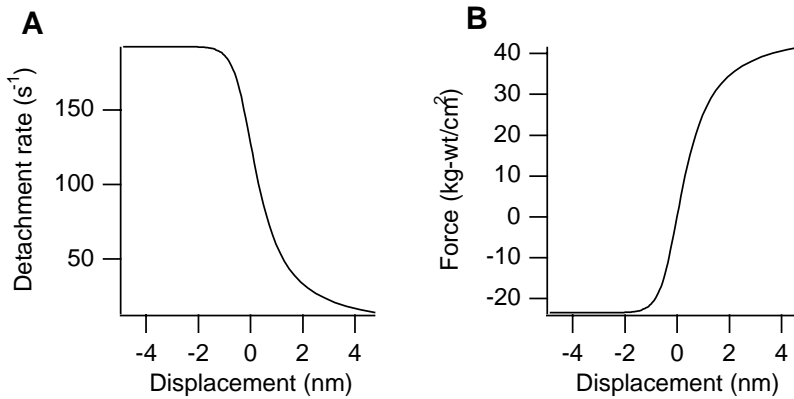 A
Detachment rate (s-1)
150
100
50
-4 -2 0 2 4
Displacement (nm)
B
Force (kg-wt/cm2)
40
30
20
10
0
-10
-20
-4 -2 0 2 4
Displacement (nm)